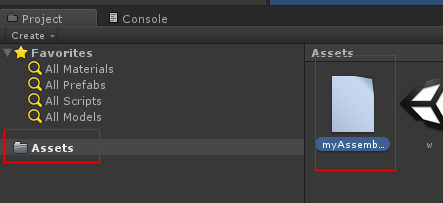 Project
Console
Create
Favorites
All Materials
All Prefabs
All Scripts
All Models
Assets
Assets
myAssemb...
w